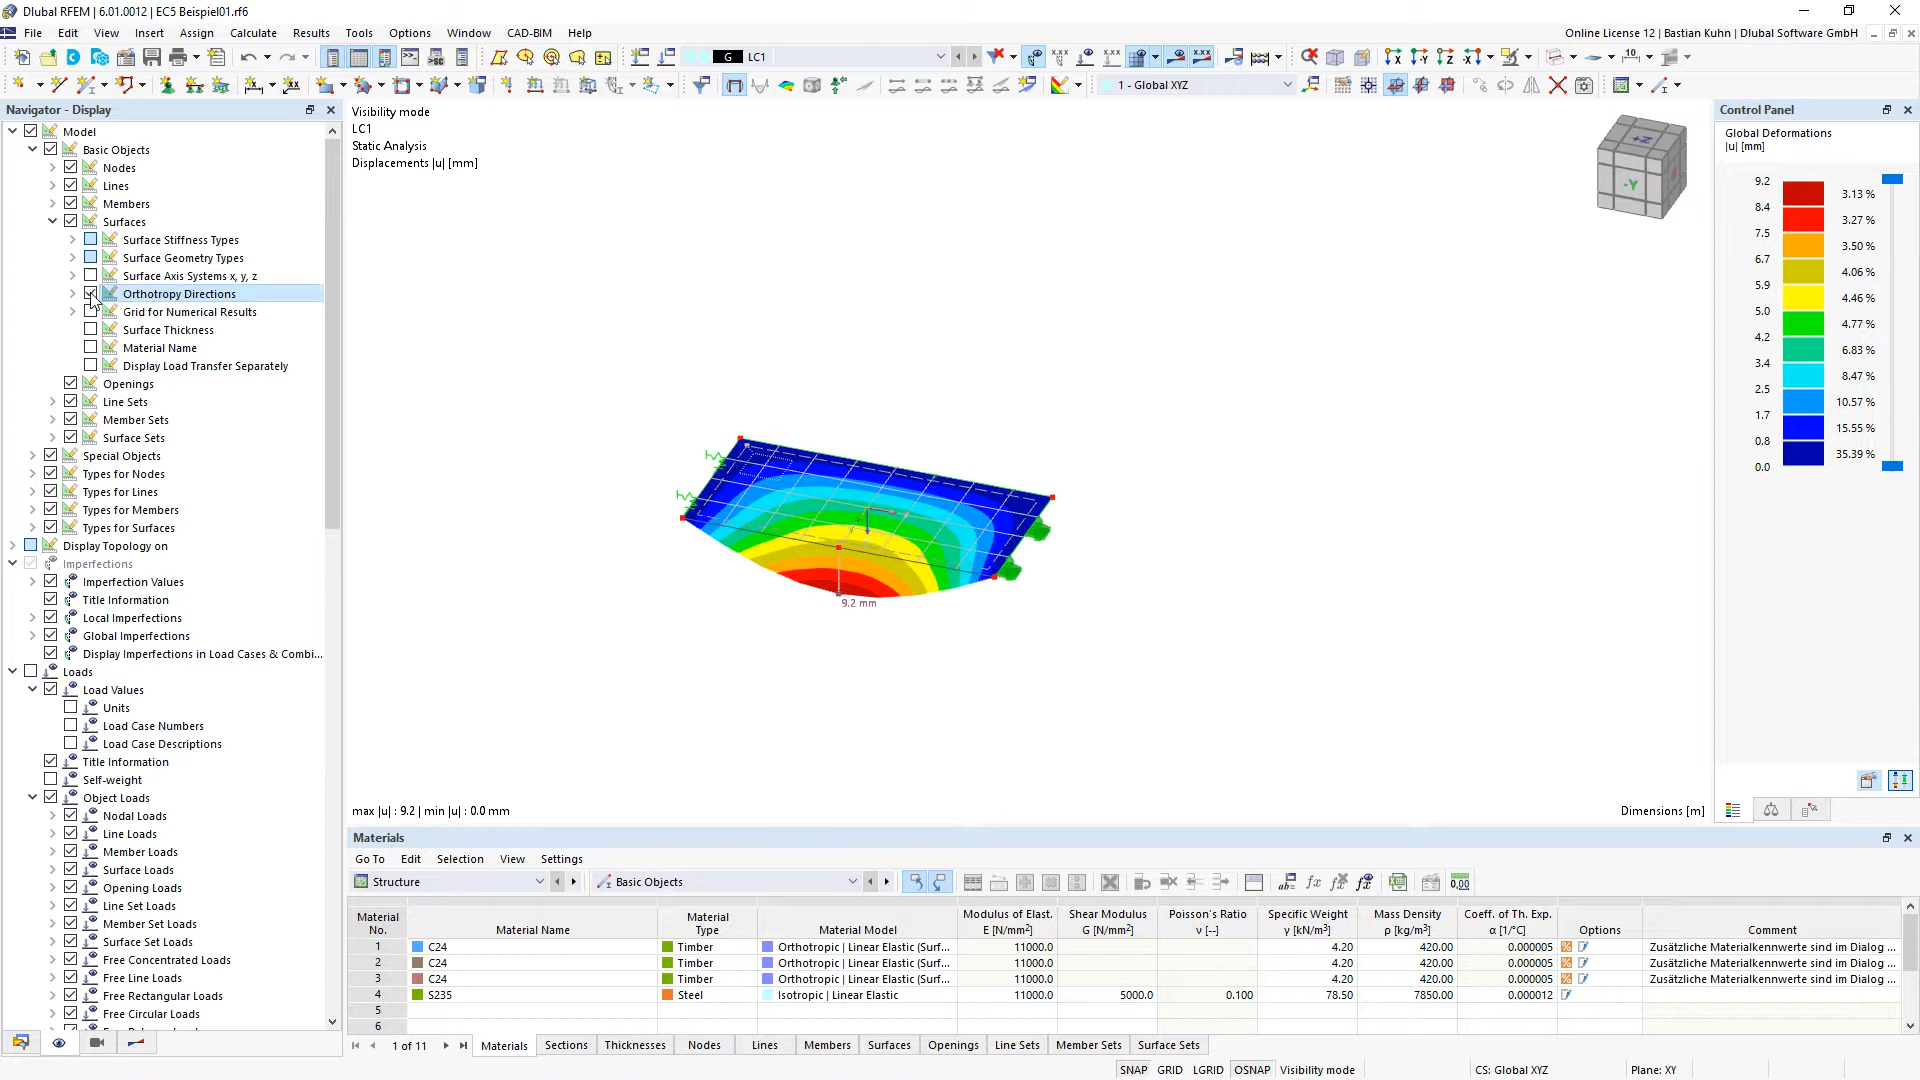 Dlubal RFEM | 6.01.0012 | EC5 Beispiel01.rf6
File Edit View Insert Assign Calculate Results Tools Options Window CAD-BIM Help
Online License 12 | Bastian Kuhn | Dlubal Software GmbH
G LC1
1 - Global XYZ
Navigator - Display
Model
Basic Objects
Nodes
Lines
Members
Surfaces
Surface Stiffness Types
Surface Geometry Types
Surface Axis Systems x, y, z
Orthotropy Directions
Grid for Numerical Results
Surface Thickness
Material Name
Display Load Transfer Separately
Openings
Line Sets
Member Sets
Surface Sets
Special Objects
Types for Nodes
Types for Lines
Types for Members
Types for Surfaces
Display Topology on
Imperfections
Imperfection Values
Title Information
Local Imperfections
Global Imperfections
Display Imperfections in Load Cases & Combi...
Loads
Load Values
Units
Load Case Numbers
Load Case Descriptions
Title Information
Self-weight
Object Loads
Nodal Loads
Line Loads
Member Loads
Surface Loads
Opening Loads
Line Set Loads
Member Set Loads
Surface Set Loads
Free Concentrated Loads
Free Line Loads
Free Rectangular Loads
Free Circular Loads
Visibility mode
LC1
Static Analysis
Displacements |u| [mm]
+Z
-Y
9.2 mm
max |u| : 9.2 | min |u| : 0.0 mm
Dimensions [m]
Control Panel
Global Deformations
|u| [mm]
9.2
3.13 %
8.4
3.27 %
7.5
3.50 %
6.7
4.06 %
5.9
4.46 %
5.0
4.77 %
4.2
6.83 %
3.4
8.47 %
2.5
10.57 %
1.7
15.55 %
0.8
35.39 %
0.0
Materials
Go To Edit Selection View Settings
Structure Basic Objects
Material No. Material Name Material Type Material Model Modulus of Elast. E [N/mm²] Shear Modulus G [N/mm²] Poisson's Ratio ν [--] Specific Weight γ [kN/m³] Mass Density ρ [kg/m³] Coeff. of Th. Exp. α [1/°C] Options Comment
1 C24 Timber Orthotropic | Linear Elastic (Surf... 11000.0 4.20 420.00 0.000005 Zusätzliche Materialkennwerte sind im Dialog ...
2 C24 Timber Orthotropic | Linear Elastic (Surf... 11000.0 4.20 420.00 0.000005 Zusätzliche Materialkennwerte sind im Dialog ...
3 C24 Timber Orthotropic | Linear Elastic (Surf... 11000.0 4.20 420.00 0.000005 Zusätzliche Materialkennwerte sind im Dialog ...
4 S235 Steel Isotropic | Linear Elastic 11000.0 5000.0 0.100 78.50 7850.00 0.000012
5
6
1 of 11 Materials Sections Thicknesses Nodes Lines Members Surfaces Openings Line Sets Member Sets Surface Sets
SNAP GRID LGRID OSNAP Visibility mode CS: Global XYZ Plane: XY